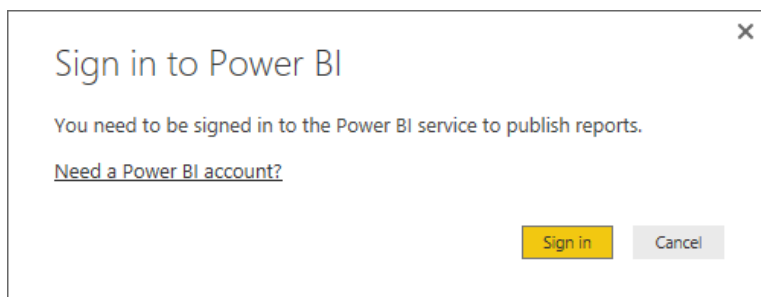 Sign in to Power BI
You need to be signed in to the Power BI service to publish reports.
Need a Power BI account?
Sign in
Cancel